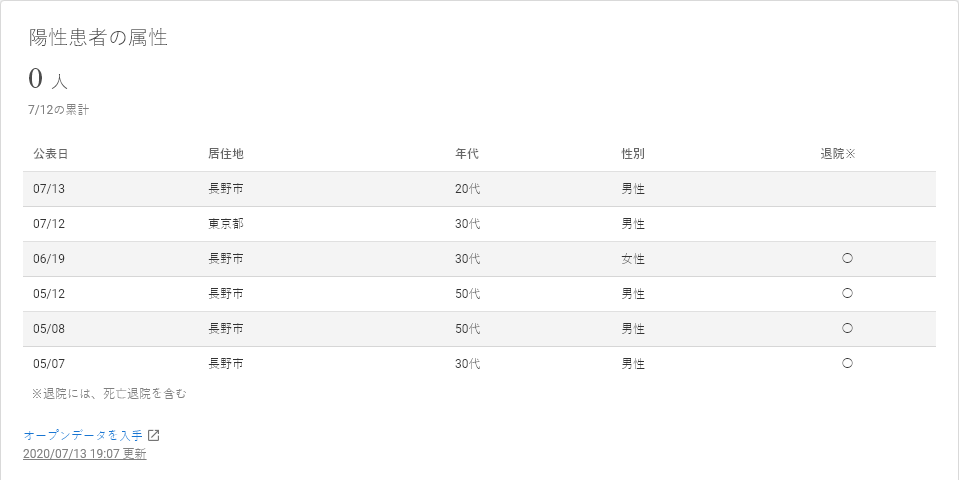 陽性患者の属性
0 人
7/12の累計
公表日 居住地 年代 性別 退院※
07/13 長野市 20代 男性
07/12 東京都 30代 男性
06/19 長野市 30代 女性 〇
05/12 長野市 50代 男性 〇
05/08 長野市 50代 男性 〇
05/07 長野市 30代 男性 〇
※退院には、死亡退院を含む
オープンデータを入手
2020/07/13 19:07 更新